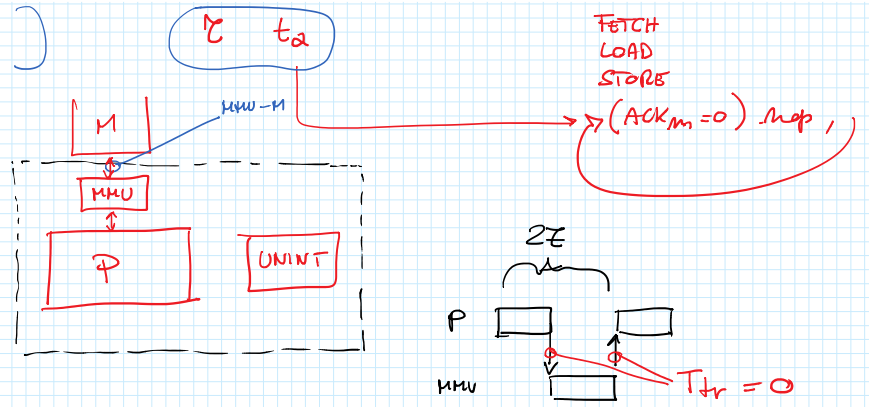 τ t_a
FETCH
LOAD
STORE
(ACK_m = 0) nop,
MMU-M
M
MMU
P
UNINT
2τ
P
MMU
T_tr = 0